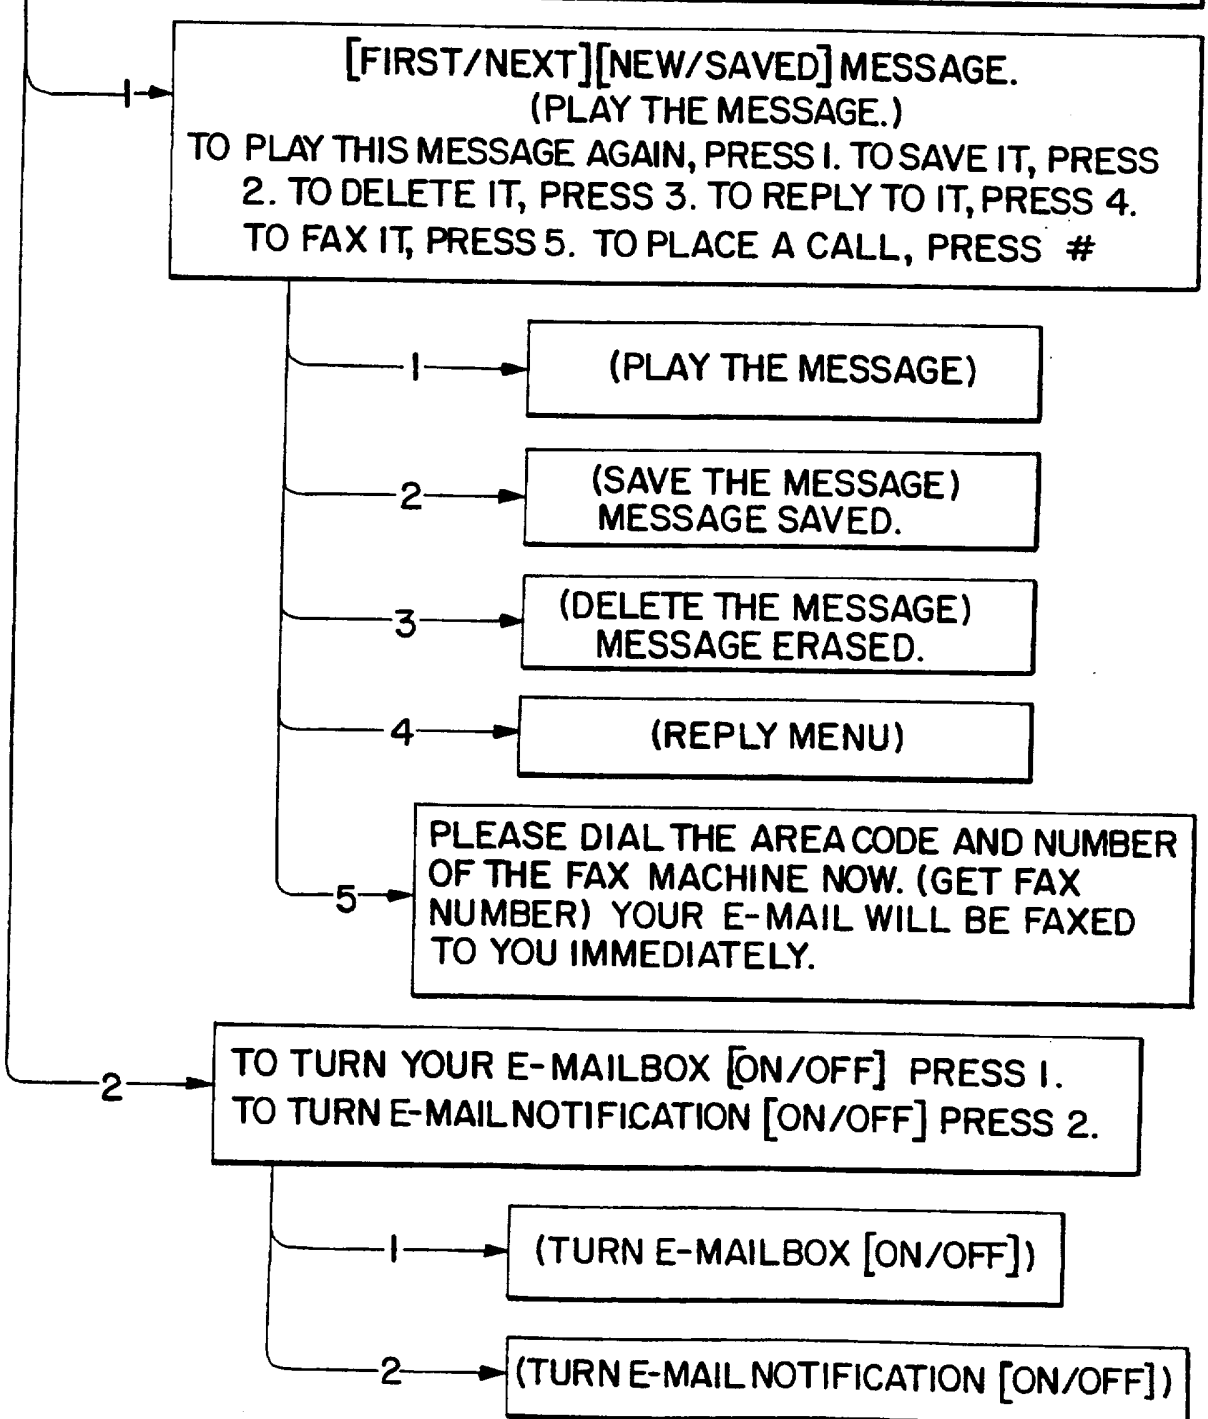 1
[FIRST/NEXT][NEW/SAVED] MESSAGE.
(PLAY THE MESSAGE.)
TO PLAY THIS MESSAGE AGAIN, PRESS 1. TO SAVE IT, PRESS
2. TO DELETE IT, PRESS 3. TO REPLY TO IT, PRESS 4.
TO FAX IT, PRESS 5. TO PLACE A CALL, PRESS #
1
(PLAY THE MESSAGE)
2
(SAVE THE MESSAGE)
MESSAGE SAVED.
3
(DELETE THE MESSAGE)
MESSAGE ERASED.
4
(REPLY MENU)
5
PLEASE DIAL THE AREA CODE AND NUMBER
OF THE FAX MACHINE NOW. (GET FAX
NUMBER) YOUR E-MAIL WILL BE FAXED
TO YOU IMMEDIATELY.
2
TO TURN YOUR E-MAILBOX [ON/OFF] PRESS 1.
TO TURN E-MAIL NOTIFICATION [ON/OFF] PRESS 2.
1
(TURN E-MAILBOX [ON/OFF])
2
(TURN E-MAIL NOTIFICATION [ON/OFF])